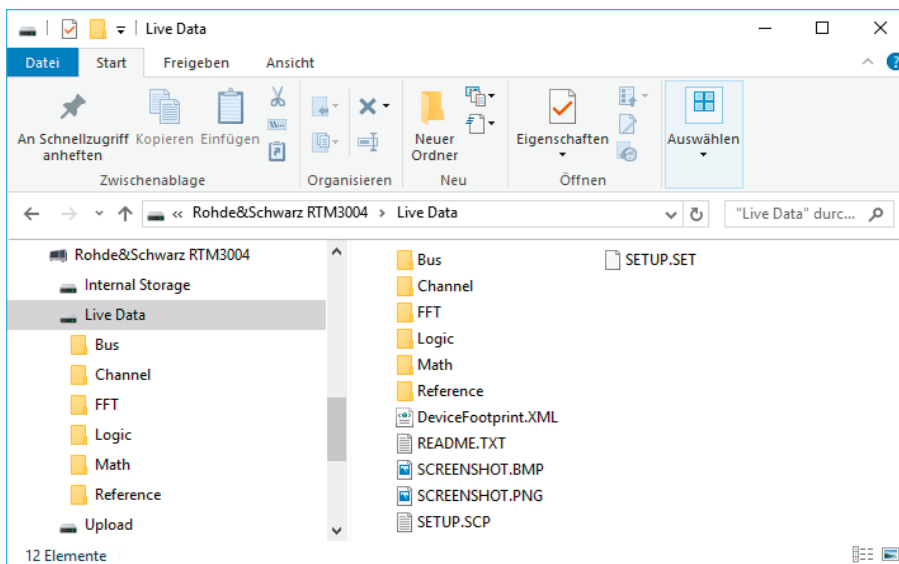 Live Data
Datei Start Freigeben Ansicht
An Schnellzugriff anheften
Kopieren
Einfügen
Neuer Ordner
Eigenschaften
Auswählen
Zwischenablage Organisieren Neu Öffnen
« Rohde&Schwarz RTM3004 > Live Data
"Live Data" durc...
Rohde&Schwarz RTM3004
Internal Storage
Live Data
Bus
Channel
FFT
Logic
Math
Reference
Upload
Bus
Channel
FFT
Logic
Math
Reference
DeviceFootprint.XML
README.TXT
SCREENSHOT.BMP
SCREENSHOT.PNG
SETUP.SCP
SETUP.SET
12 Elemente